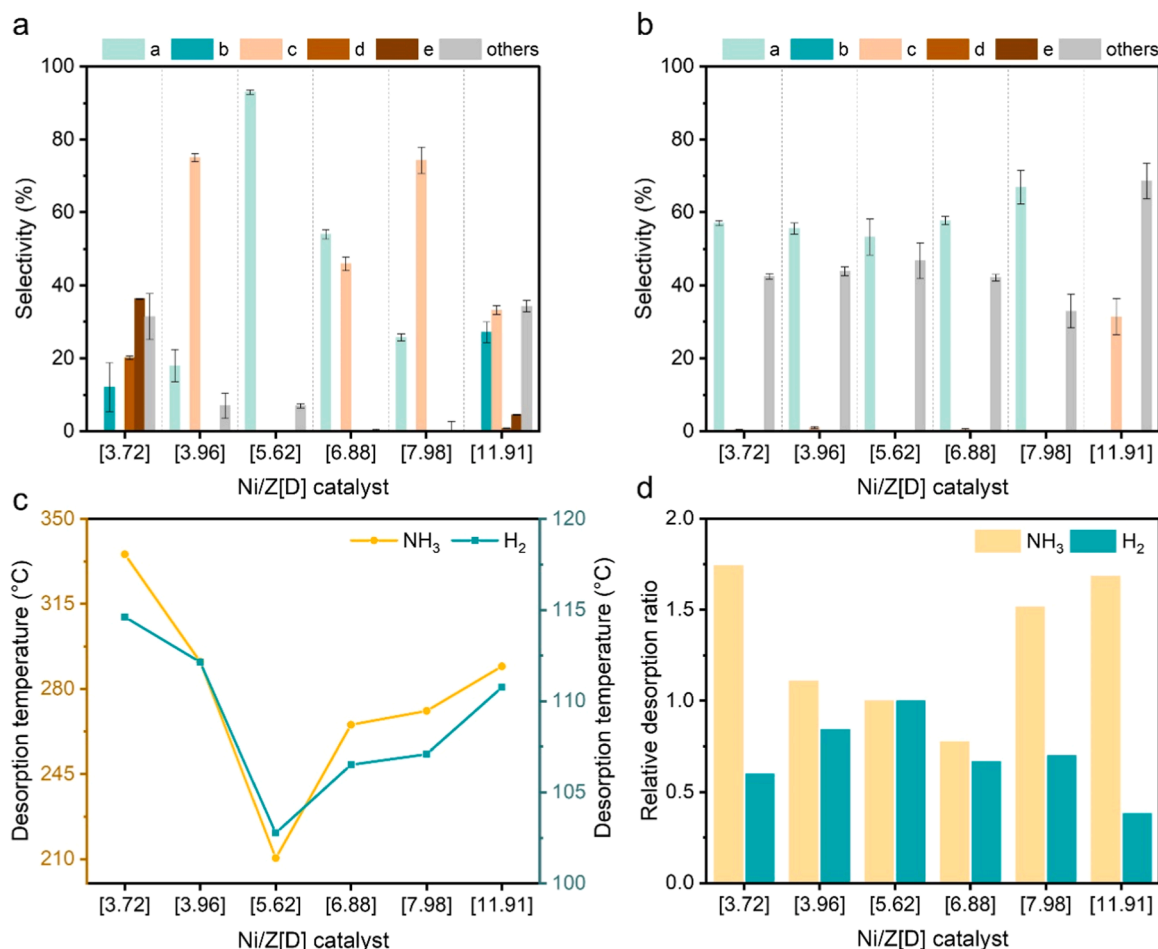 a
a b c d e others
Selectivity (%)
100
80
60
40
20
0
[3.72] [3.96] [5.62] [6.88] [7.98] [11.91]
Ni/Z[D] catalyst
b
a b c d e others
Selectivity (%)
100
80
60
40
20
0
[3.72] [3.96] [5.62] [6.88] [7.98] [11.91]
Ni/Z[D] catalyst
c
NH₃ H₂
Desorption temperature (°C)
350
315
280
245
210
120
115
110
105
100
Desorption temperature (°C)
[3.72] [3.96] [5.62] [6.88] [7.98] [11.91]
Ni/Z[D] catalyst
d
NH₃ H₂
Relative desorption ratio
2.0
1.5
1.0
0.5
0.0
[3.72] [3.96] [5.62] [6.88] [7.98] [11.91]
Ni/Z[D] catalyst